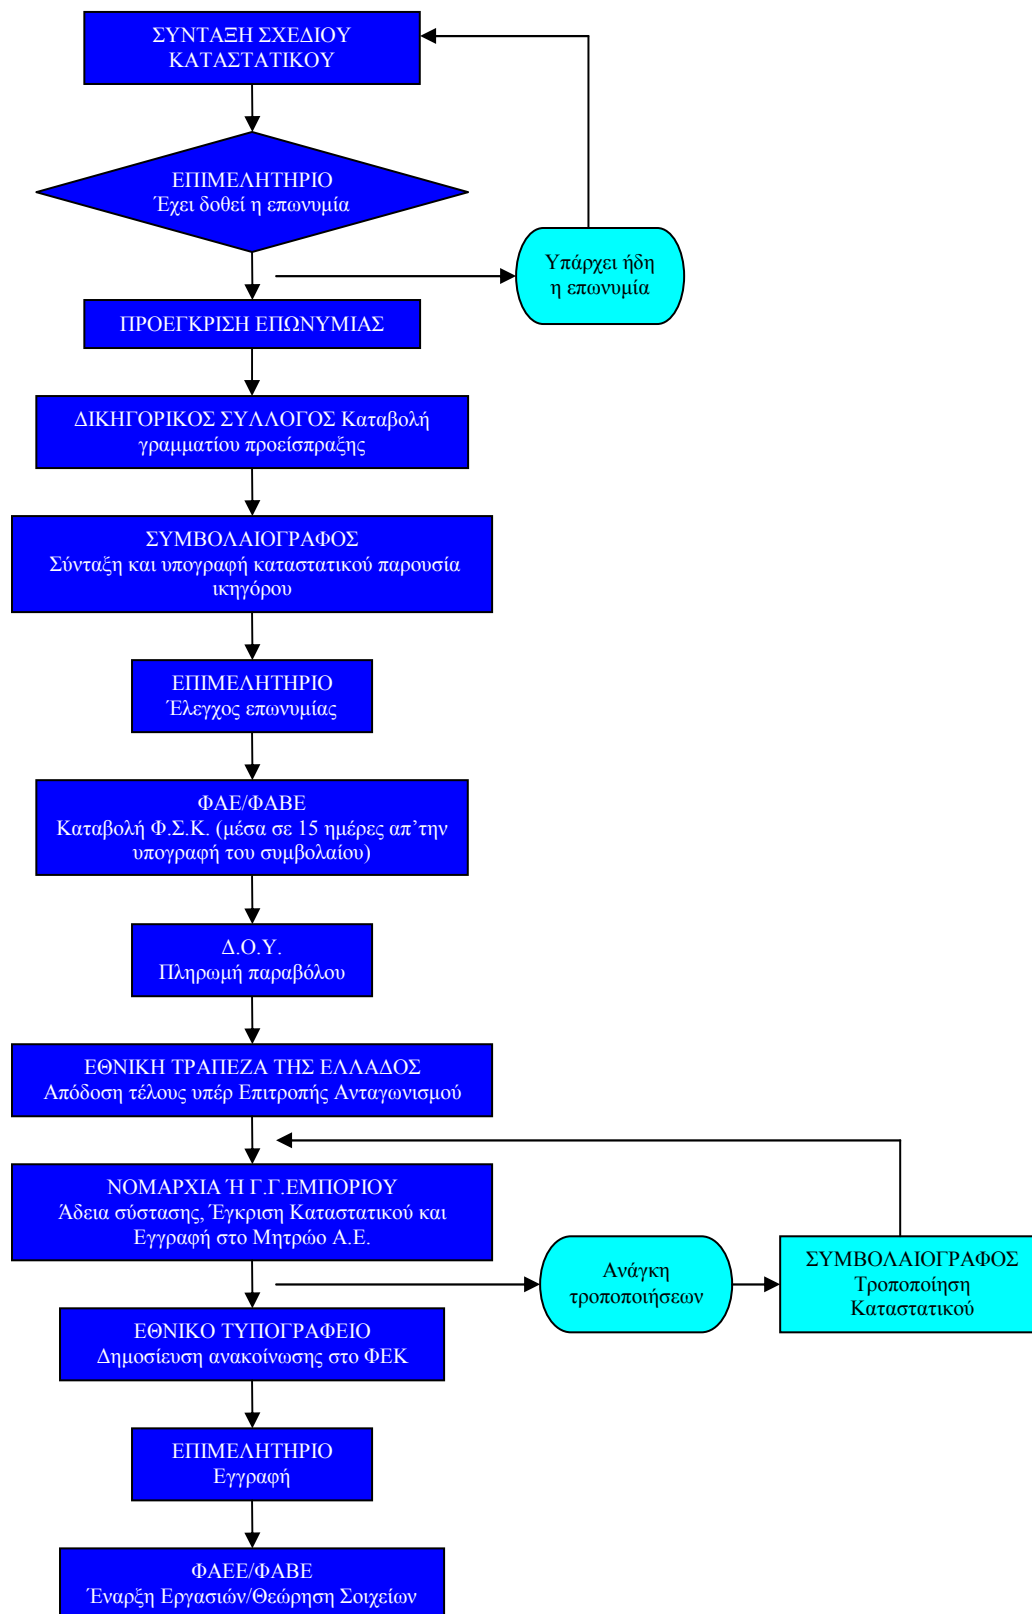 ΣΥΝΤΑΞΗ ΣΧΕΔΙΟΥ
ΚΑΤΑΣΤΑΤΙΚΟΥ
ΕΠΙΜΕΛΗΤΗΡΙΟ
Έχει δοθεί η επωνυμία
Υπάρχει ήδη
η επωνυμία
ΠΡΟΕΓΚΡΙΣΗ ΕΠΩΝΥΜΙΑΣ
ΔΙΚΗΓΟΡΙΚΟΣ ΣΥΛΛΟΓΟΣ Καταβολή
γραμματίου προείσπραξης
ΣΥΜΒΟΛΑΙΟΓΡΑΦΟΣ
Σύνταξη και υπογραφή καταστατικού παρουσία
ικηγόρου
ΕΠΙΜΕΛΗΤΗΡΙΟ
Έλεγχος επωνυμίας
ΦΑΕ/ΦΑΒΕ
Καταβολή Φ.Σ.Κ. (μέσα σε 15 ημέρες απ’την
υπογραφή του συμβολαίου)
Δ.Ο.Υ.
Πληρωμή παραβόλου
ΕΘΝΙΚΗ ΤΡΑΠΕΖΑ ΤΗΣ ΕΛΛΑΔΟΣ
Απόδοση τέλους υπέρ Επιτροπής Ανταγωνισμού
ΝΟΜΑΡΧΙΑ Ή Γ.Γ.ΕΜΠΟΡΙΟΥ
Άδεια σύστασης, Έγκριση Καταστατικού και
Εγγραφή στο Μητρώο Α.Ε.
Ανάγκη
τροποποιήσεων
ΣΥΜΒΟΛΑΙΟΓΡΑΦΟΣ
Τροποποίηση
Καταστατικού
ΕΘΝΙΚΟ ΤΥΠΟΓΡΑΦΕΙΟ
Δημοσίευση ανακοίνωσης στο ΦΕΚ
ΕΠΙΜΕΛΗΤΗΡΙΟ
Εγγραφή
ΦΑΕΕ/ΦΑΒΕ
Έναρξη Εργασιών/Θεώρηση Σοιχείων